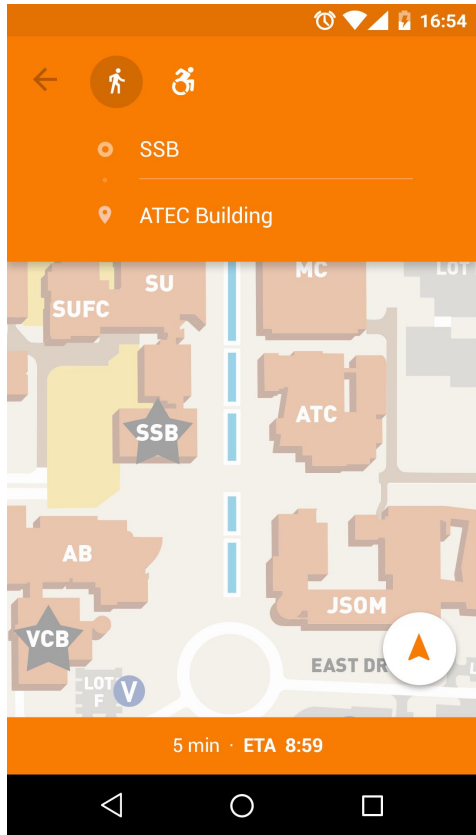 16:54
SSB
ATEC Building
SU
MC
LOT
SUFC
ATC
SSB
AB
JSOM
VCB
EAST DR
LOT
F
V
5 min · ETA 8:59